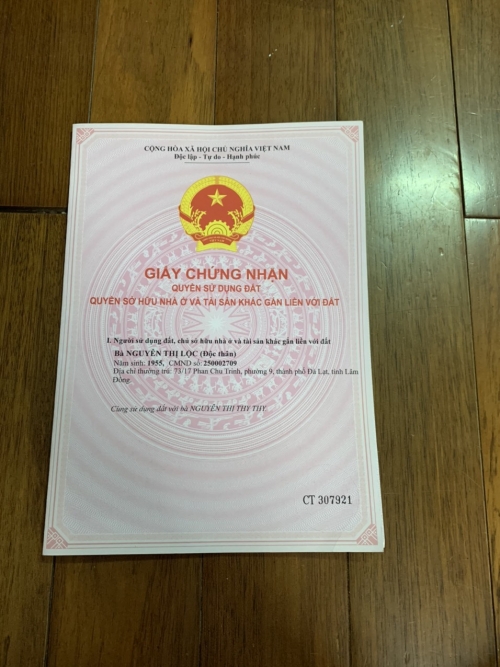 CỘNG HÒA XÃ HỘI CHỦ NGHĨA VIỆT NAM
Độc lập - Tự do - Hạnh phúc
GIẤY CHỨNG NHẬN
QUYỀN SỬ DỤNG ĐẤT
QUYỀN SỞ HỮU NHÀ Ở VÀ TÀI SẢN KHÁC GẮN LIỀN VỚI ĐẤT
I. Người sử dụng đất, chủ sở hữu nhà ở và tài sản khác gắn liền với đất
Bà NGUYỄN THỊ LỘC (Độc thân)
Năm sinh: 1955, CMND số: 250002709
Địa chỉ thường trú: 73/17 Phan Chu Trinh, phường 9, thành phố Đà Lạt, tỉnh Lâm
Đồng
Cùng sử dụng đất với bà NGUYỄN THỊ THY THY.
CT 307921